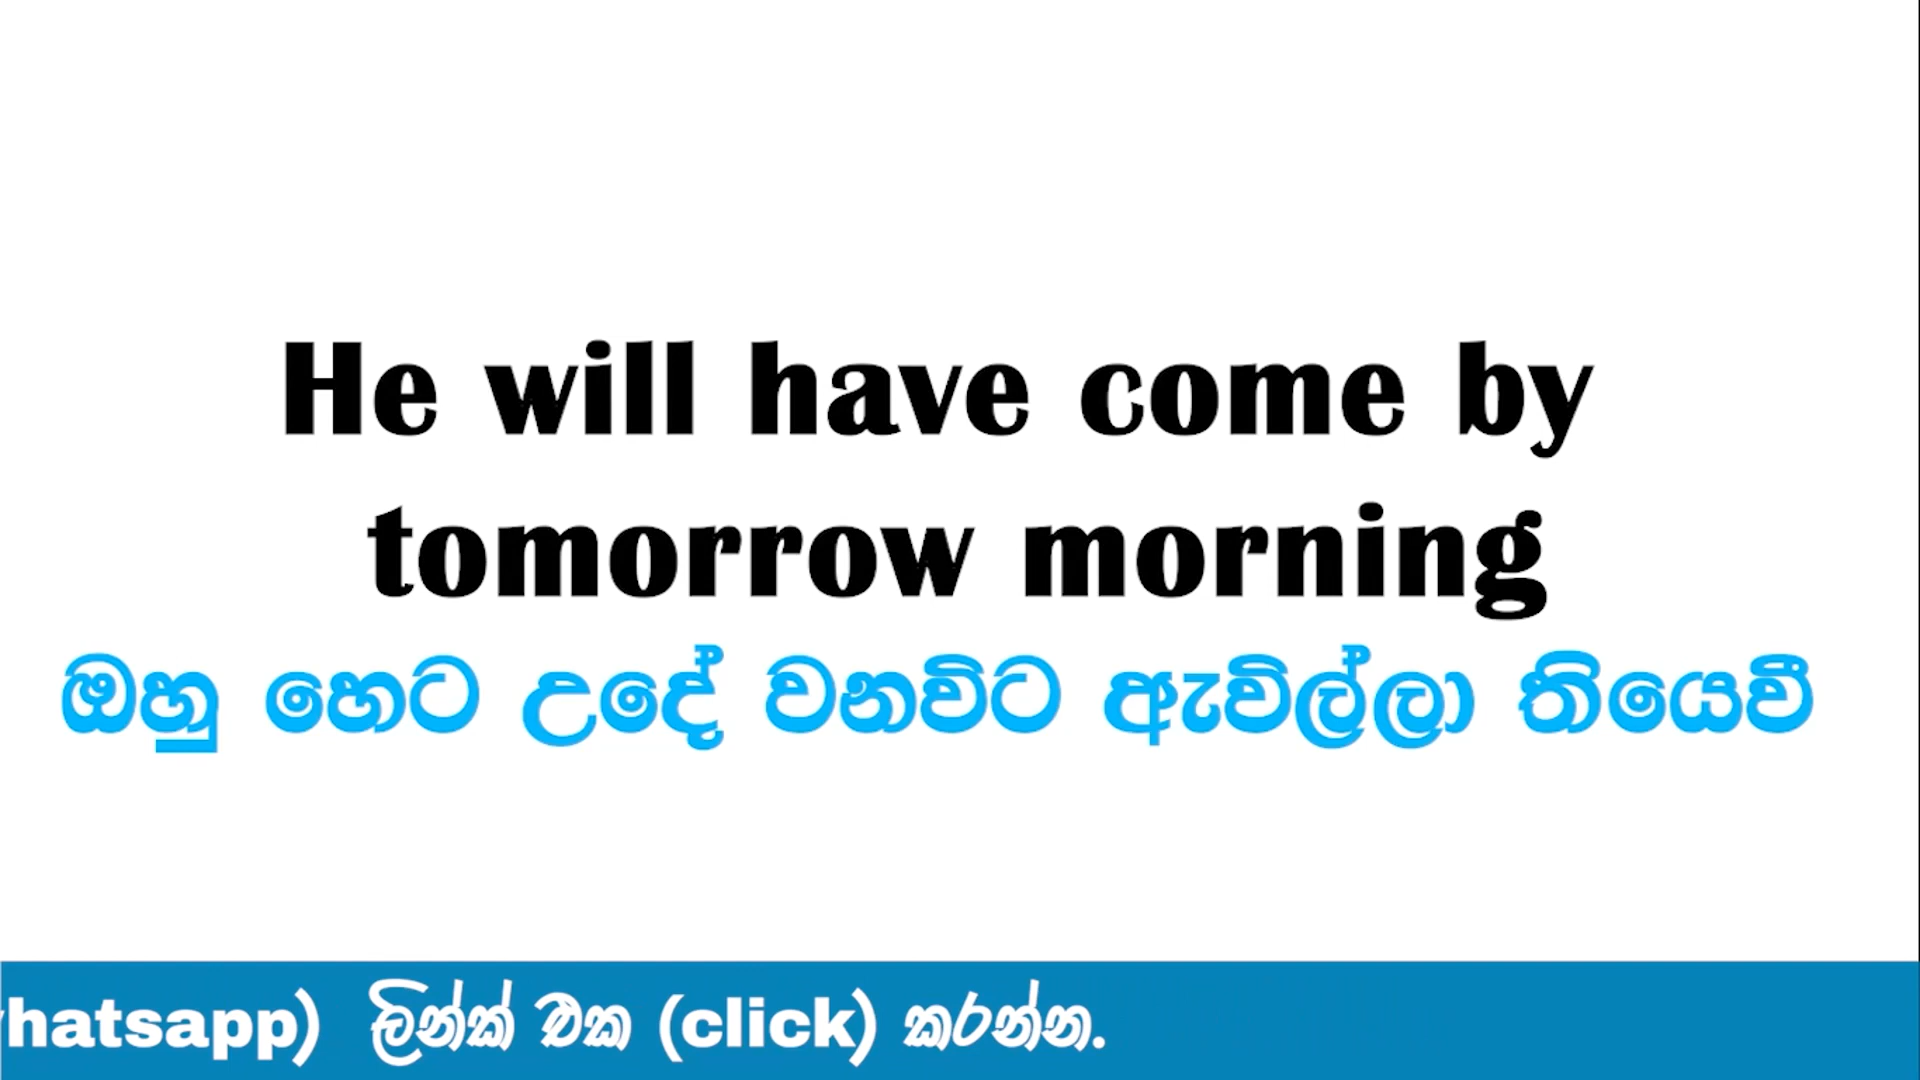 He will have come by
tomorrow morning
ඔහු හෙට උදේ වනවිට ඇවිල්ලා තියෙවී
hatsapp) ලින්ක් එක (click) කරන්න.